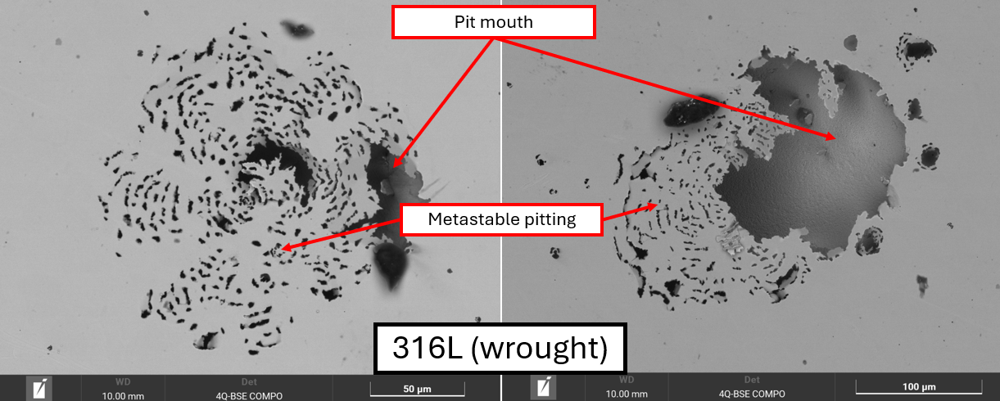 Pit mouth
Metastable pitting
316L (wrought)
WD
10.00 mm
Det
4Q-BSE COMPO
50 µm
WD
10.00 mm
Det
4Q-BSE COMPO
100 µm